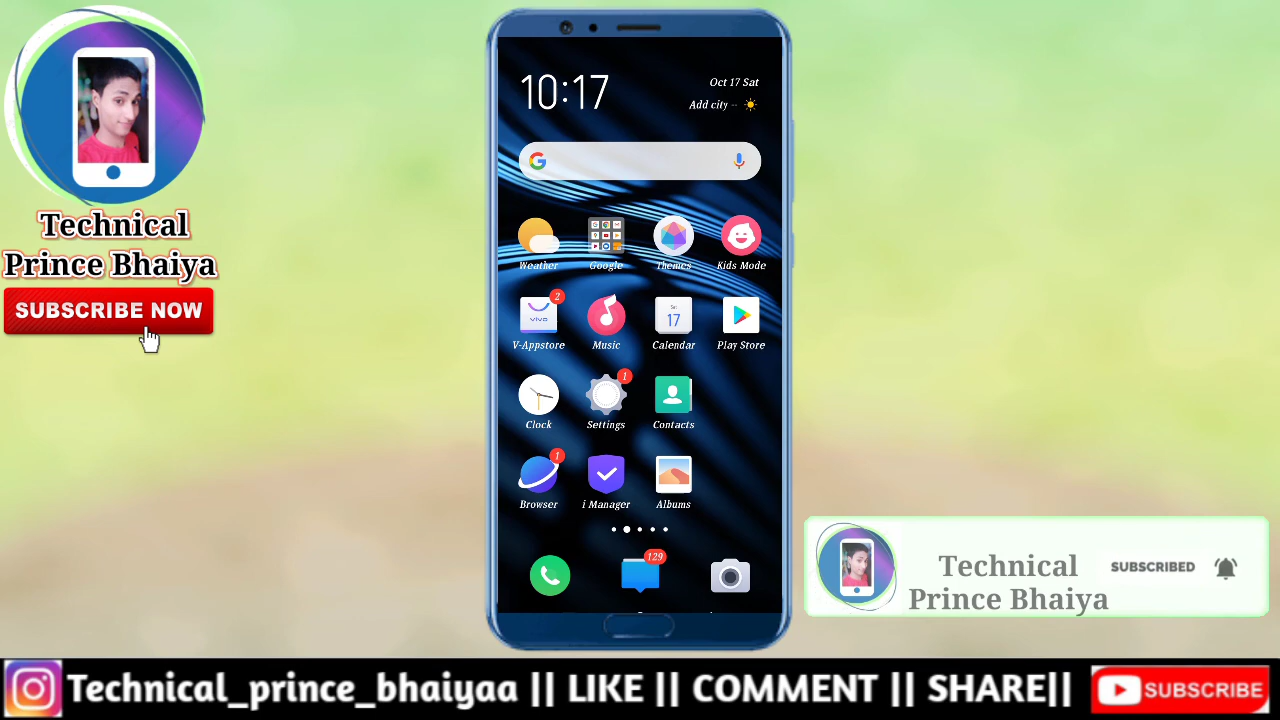 Technical
Prince Bhaiya
SUBSCRIBE NOW
10:17
Oct 17 Sat
Add city --
Weather
Google
Themes
Kids Mode
2
vivo
V-Appstore
Music
Sat
17
Calendar
Play Store
Clock
1
Settings
Contacts
1
Browser
i Manager
Albums
129
Technical
Prince Bhaiya
SUBSCRIBED
Technical_prince_bhaiyaa || LIKE || COMMENT || SHARE||
SUBSCRIBE